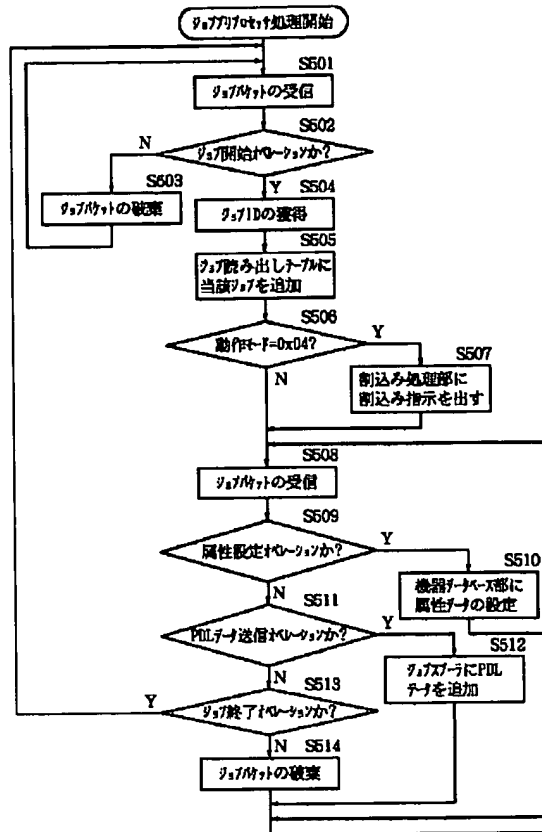 ジョブプリプロセッサ処理開始
S501
ジョブパケットの受信
S502
ジョブ開始オペレーションか?
N
Y
S503
ジョブパケットの破棄
S504
ジョブIDの獲得
S505
ジョブ読み出しテーブルに
当該ジョブを追加
S506
動作モード=0x04?
Y
N
S507
割込み処理部に
割込み指示を出す
S508
ジョブパケットの受信
S509
属性設定オペレーションか?
Y
N
S510
機器データベース部に
属性データの設定
S511
PDLデータ送信オペレーションか?
Y
N
S512
ジョブスプーラにPDL
データを追加
S513
ジョブ終了オペレーションか?
Y
N
S514
ジョブパケットの破棄